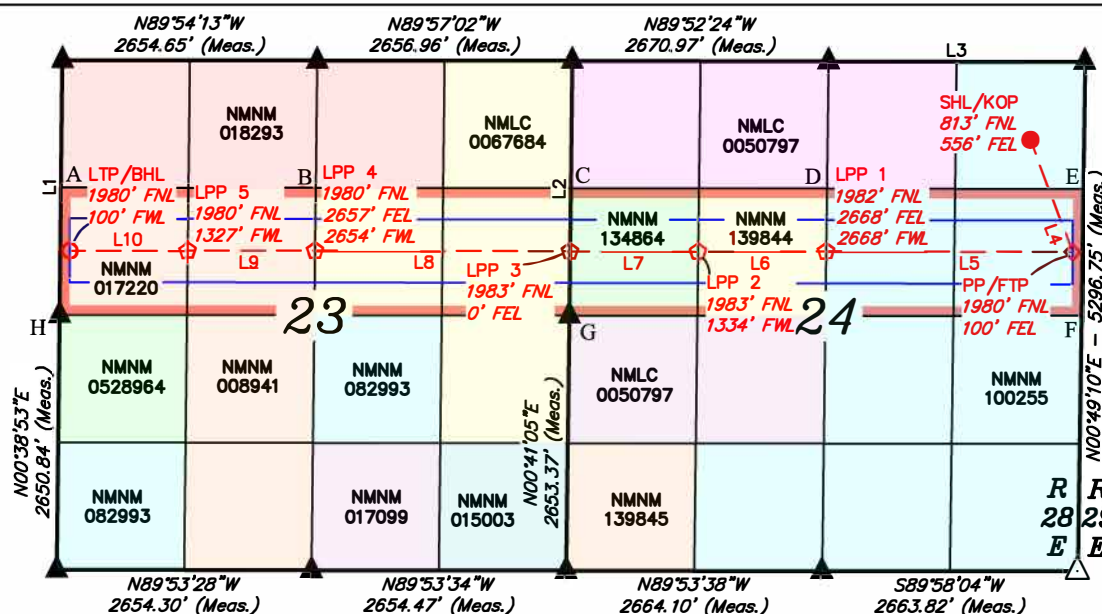 N89°54'13"W
2654.65' (Meas.)
N89°57'02"W
2656.96' (Meas.)
N89°52'24"W
2670.97' (Meas.)
L3
NMNM
018293
NMLC
0067684
NMLC
0050797
SHL/KOP
813' FNL
556' FEL
L1
A
LTP/BHL
1980' FNL
100' FWL
LPP 5
1980' FNL
1327' FWL
B
LPP 4
1980' FNL
2657' FEL
2654' FWL
L2
C
D
LPP 1
1982' FNL
2668' FEL
2668' FWL
E
L4
N00°49'10"E - 5296.75' (Meas.)
NMNM
134864
NMNM
139844
L10
L9
L8
L7
L6
L5
NMNM
017220
LPP 3
1983' FNL
0' FEL
LPP 2
1983' FNL
1334' FWL
PP/FTP
1980' FNL
100' FEL
H
23
G
24
F
NMNM
0528964
NMNM
008941
NMNM
082993
NMLC
0050797
NMNM
100255
N00°38'53"E
2650.84' (Meas.)
N00°41'05"E
2653.37' (Meas.)
NMNM
082993
NMNM
017099
NMNM
015003
NMNM
139845
R R
28 29
E E
N89°53'28"W
2654.30' (Meas.)
N89°53'34"W
2654.47' (Meas.)
N89°53'38"W
2664.10' (Meas.)
S89°58'04"W
2663.82' (Meas.)